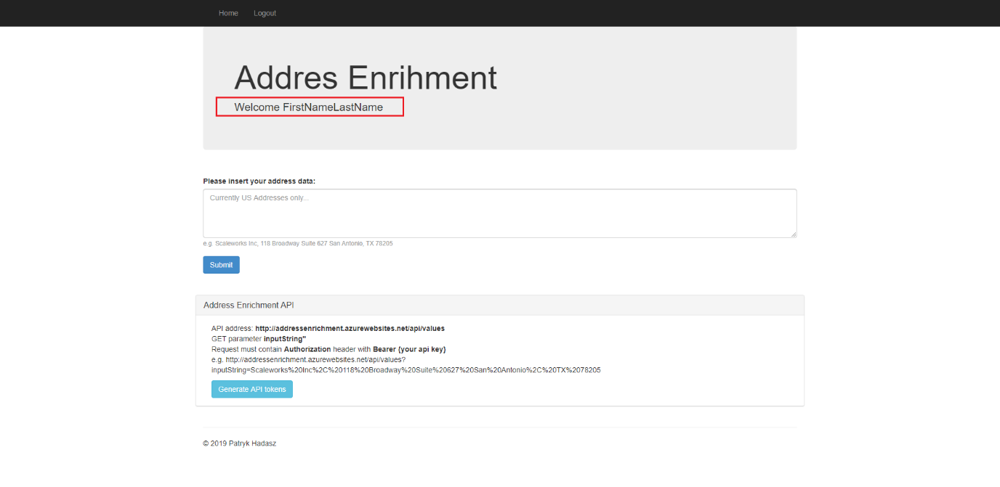 Home Logout
Addres Enrihment
Welcome FirstNameLastName
Please insert your address data:
Currently US Addresses only...
e.g. Scaleworks Inc, 118 Broadway Suite 627 San Antonio, TX 78205
Submit
Address Enrichment API
API address: http://addressenrichment.azurewebsites.net/api/values
GET parameter inputString"
Request must contain Authorization header with Bearer {your api key}
e.g. http://addressenrichment.azurewebsites.net/api/values?
inputString=Scaleworks%20Inc%2C%20118%20Broadway%20Suite%20627%20San%20Antonio%2C%20TX%2078205
Generate API tokens
© 2019 Patryk Hadasz